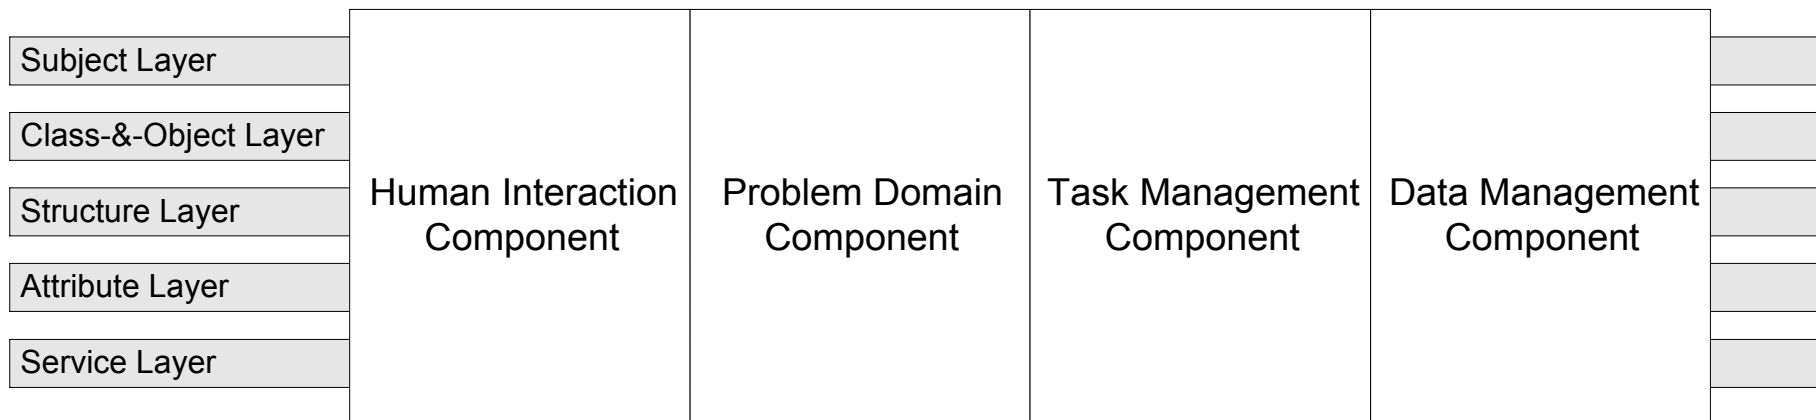 Subject Layer
Class-&-Object Layer
Structure Layer
Attribute Layer
Service Layer
Human Interaction
Component
Problem Domain
Component
Task Management
Component
Data Management
Component